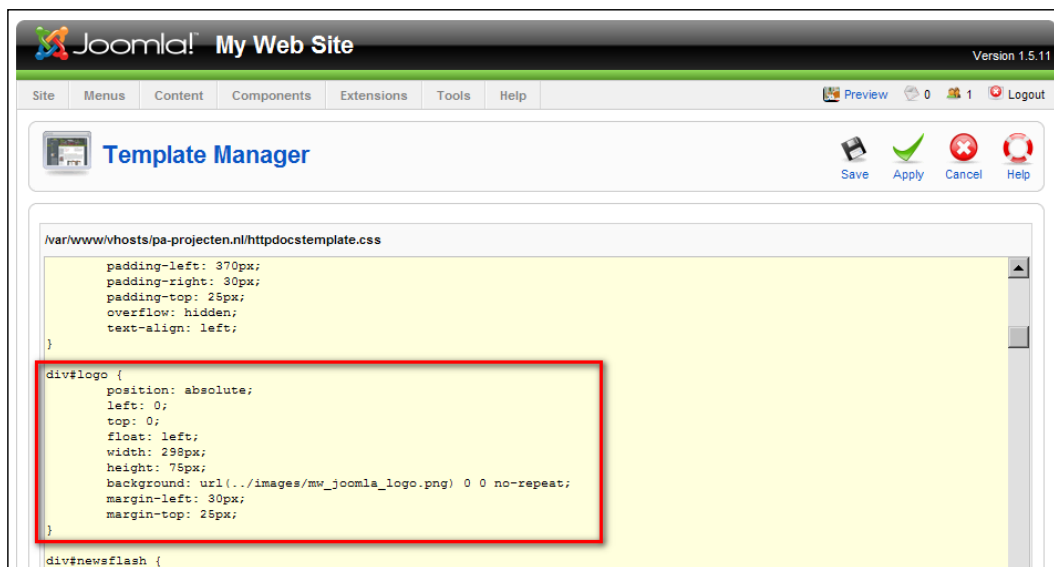 Joomla!™ My Web Site
Version 1.5.11
Site Menus Content Components Extensions Tools Help Preview 0 1 Logout
Template Manager
Save Apply Cancel Help
/var/www/vhosts/pa-projecten.nl/httpdocstemplate.css
padding-left: 370px;
padding-right: 30px;
padding-top: 25px;
overflow: hidden;
text-align: left;
}
div#logo {
position: absolute;
left: 0;
top: 0;
float: left;
width: 298px;
height: 75px;
background: url(../images/mw_joomla_logo.png) 0 0 no-repeat;
margin-left: 30px;
margin-top: 25px;
}
div#newsflash {